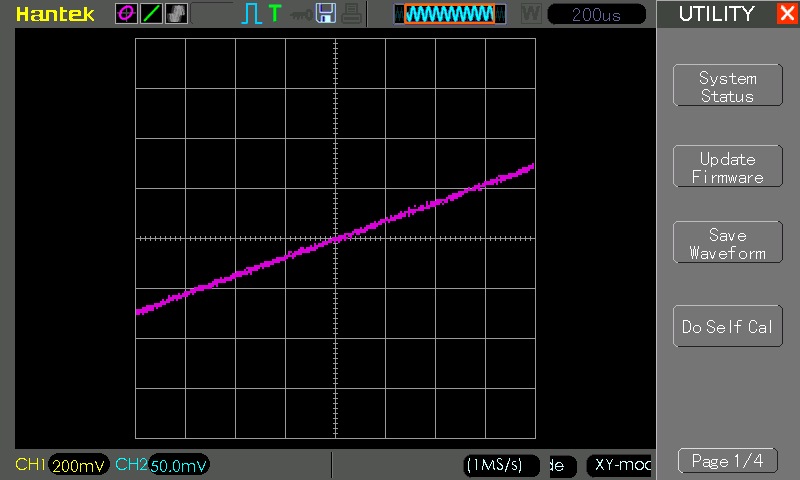 Hantek
T
W
200us
UTILITY
System
Status
Update
Firmware
Save
Waveform
Do Self Cal
CH1 200mV CH2 50.0mV
(1MS/s)
de
XY-mod
Page 1/4